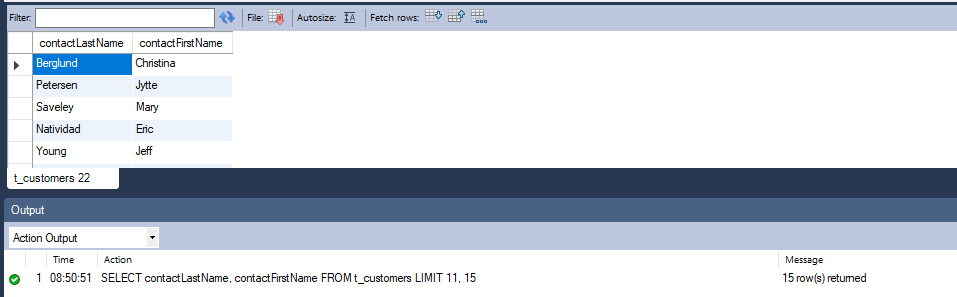 Filter: File: Autosize: Fetch rows:
contactLastName contactFirstName
Berglund Christina
Petersen Jytte
Saveley Mary
Natividad Eric
Young Jeff
t_customers 22
Output
Action Output
Time Action Message
1 08:50:51 SELECT contactLastName, contactFirstName FROM t_customers LIMIT 11, 15 15 row(s) returned